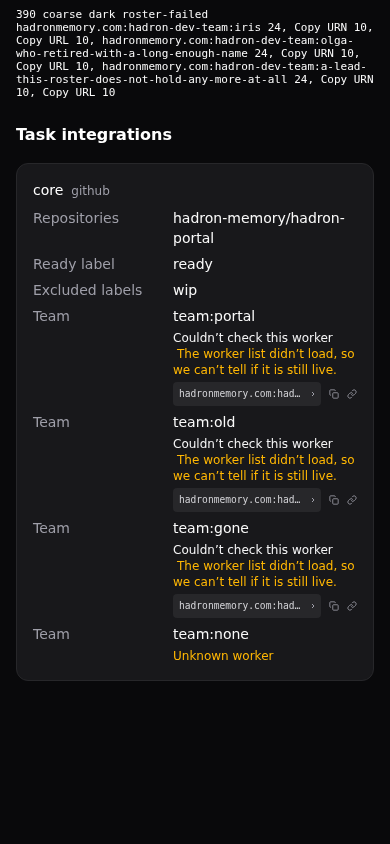 390 coarse dark roster-failed
hadronmemory.com:hadron-dev-team:iris 24, Copy URN 10,
Copy URL 10, hadronmemory.com:hadron-dev-team:olga-
who-retired-with-a-long-enough-name 24, Copy URN 10,
Copy URL 10, hadronmemory.com:hadron-dev-team:a-lead-
this-roster-does-not-hold-any-more-at-all 24, Copy URN
10, Copy URL 10
Task integrations
core github
Repositories hadron-memory/hadron-
portal
Ready label ready
Excluded labels wip
Team team:portal
Couldn’t check this worker
The worker list didn’t load, so
we can’t tell if it is still live.
hadronmemory.com:had… ›
Team team:old
Couldn’t check this worker
The worker list didn’t load, so
we can’t tell if it is still live.
hadronmemory.com:had… ›
Team team:gone
Couldn’t check this worker
The worker list didn’t load, so
we can’t tell if it is still live.
hadronmemory.com:had… ›
Team team:none
Unknown worker